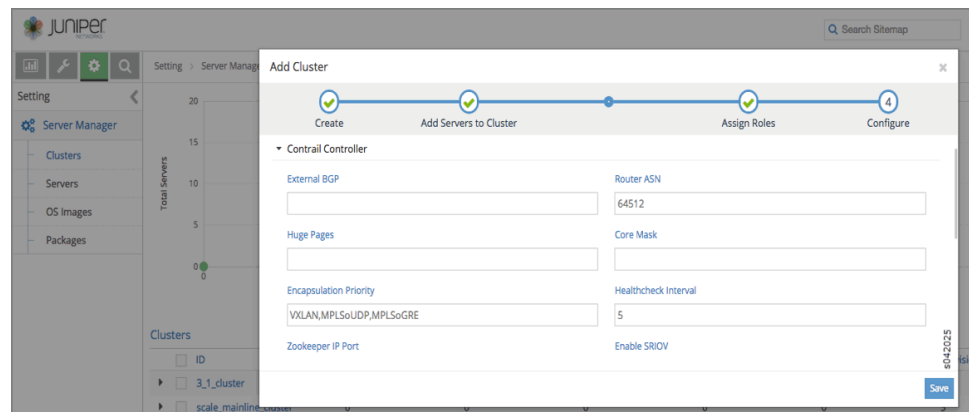 JUNIPER
NETWORKS
Search Sitemap
Setting > Server Manage
Add Cluster
Setting
Server Manager
Clusters
Servers
OS Images
Packages
Total Servers
20
15
10
5
0
0
Create
Add Servers to Cluster
Assign Roles
4
Configure
Contrail Controller
External BGP
Router ASN
64512
Huge Pages
Core Mask
Encapsulation Priority
Healthcheck Interval
VXLAN,MPLSoUDP,MPLSoGRE
5
Zookeeper IP Port
Enable SRIOV
Save
s042025
Clusters
ID
3_1_cluster
scale_mainline_cluster